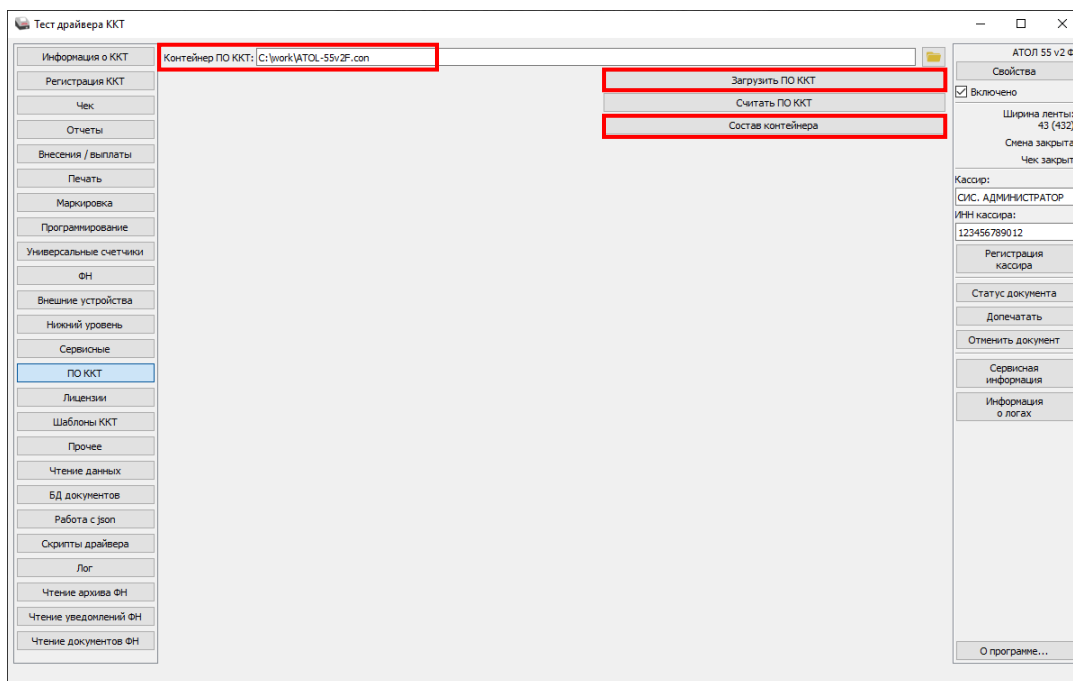 Тест драйвера ККТ
Информация о ККТ
Регистрация ККТ
Чек
Отчеты
Внесения / выплаты
Печать
Маркировка
Программирование
Универсальные счетчики
ФН
Внешние устройства
Нижний уровень
Сервисные
ПО ККТ
Лицензии
Шаблоны ККТ
Прочее
Чтение данных
БД документов
Работа с json
Скрипты драйвера
Лог
Чтение архива ФН
Чтение уведомлений ФН
Чтение документов ФН
Контейнер ПО ККТ: C:\work\ATOL-55v2F.con
Загрузить ПО ККТ
Считать ПО ККТ
Состав контейнера
АТОЛ 55 v2 Ф
Свойства
Включено
Ширина ленты:
43 (432)
Смена закрыта
Чек закрыт
Кассир:
СИС. АДМИНИСТРАТОР
ИНН кассира:
123456789012
Регистрация
кассира
Статус документа
Допечатать
Отменить документ
Сервисная
информация
Информация
о логах
О программе...